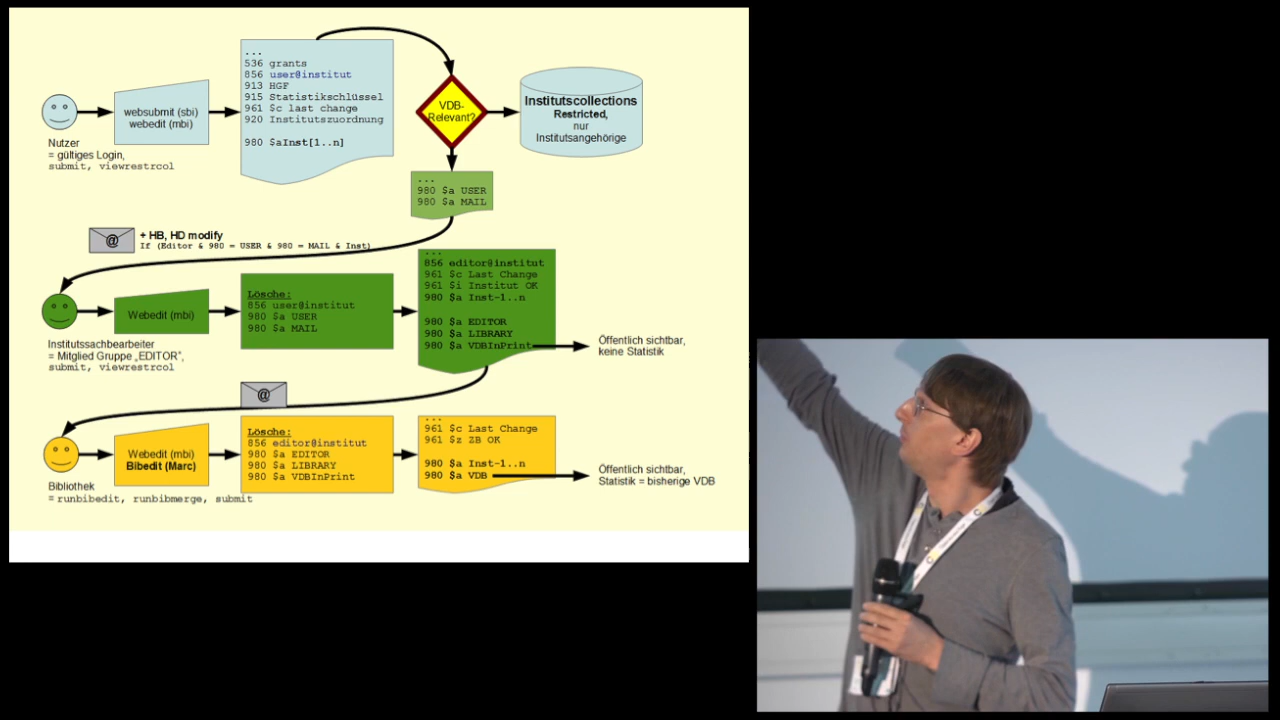 ...
536 grants
856 user@institut
913 HGF
915 Statistikschlüssel
961 $c last change
920 Institutszuordnung
980 $aInst[1..n]
websubmit (sbi)
webedit (mbi)
Nutzer
= gültiges Login,
submit, viewrestrcol
VDB-
Relevant?
Institutscollections
Restricted,
nur
Institutsangehörige
...
980 $a USER
980 $a MAIL
@
+ HB, HD modify
If (Editor & 980 = USER & 980 = MAIL & Inst)
Webedit (mbi)
Institutssachbearbeiter
= Mitglied Gruppe „EDITOR",
submit, viewrestrcol
Lösche:
856 user@institut
980 $a USER
980 $a MAIL
...
856 editor@institut
961 $c Last Change
961 $i Institut OK
980 $a Inst-1..n
980 $a EDITOR
980 $a LIBRARY
980 $a VDBInPrint
Öffentlich sichtbar,
keine Statistik
@
Webedit (mbi)
Bibedit (Marc)
Bibliothek
= runbibedit, runbibmerge, submit
Lösche:
856 editor@institut
980 $a EDITOR
980 $a LIBRARY
980 $a VDBInPrint
...
961 $c Last Change
961 $z ZB OK
980 $a Inst-1..n
980 $a VDB
Öffentlich sichtbar,
Statistik = bisherige VDB